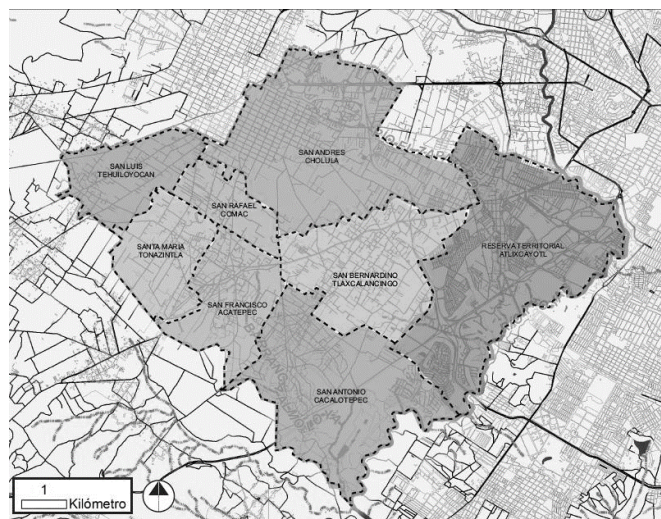 SAN ANDRES
CHOLULA
SAN LUIS
TEHUILOYOCAN
SAN RAFAEL
COMAC
SANTA MARIA
TONAZINTLA
RESERVA TERRITORIAL
ATLIXCAYOTL
SAN BERNARDINO
TLAXCALANCINGO
SAN FRANCISCO
ACATEPEC
SAN ANTONIO
CACALOTEPEC
1
Kilómetro